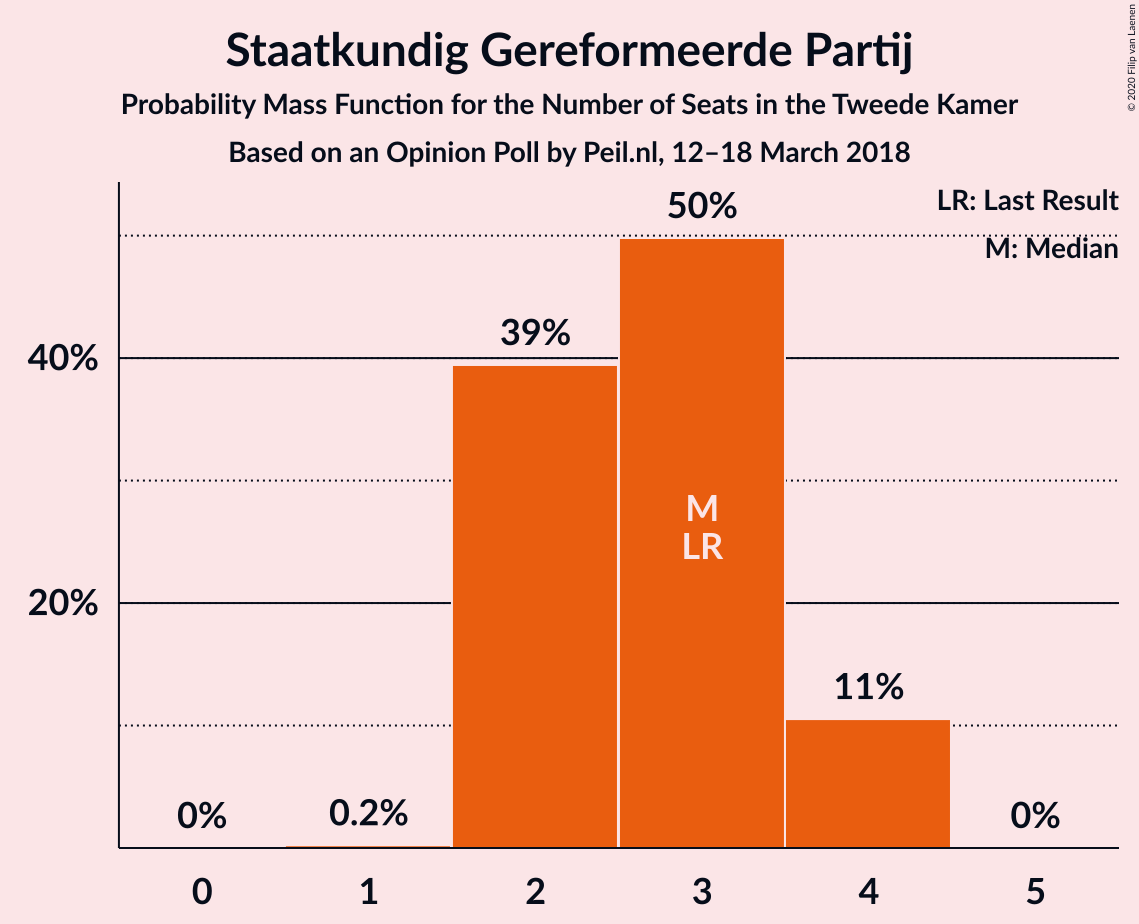 Staatkundig Gereformeerde Partij
Probability Mass Function for the Number of Seats in the Tweede Kamer
Based on an Opinion Poll by Peil.nl, 12–18 March 2018
© 2020 Filip van Laenen
LR: Last Result
M: Median
50%
39%
40%
M
LR
20%
11%
0%
0.2%
0%
0
1
2
3
4
5